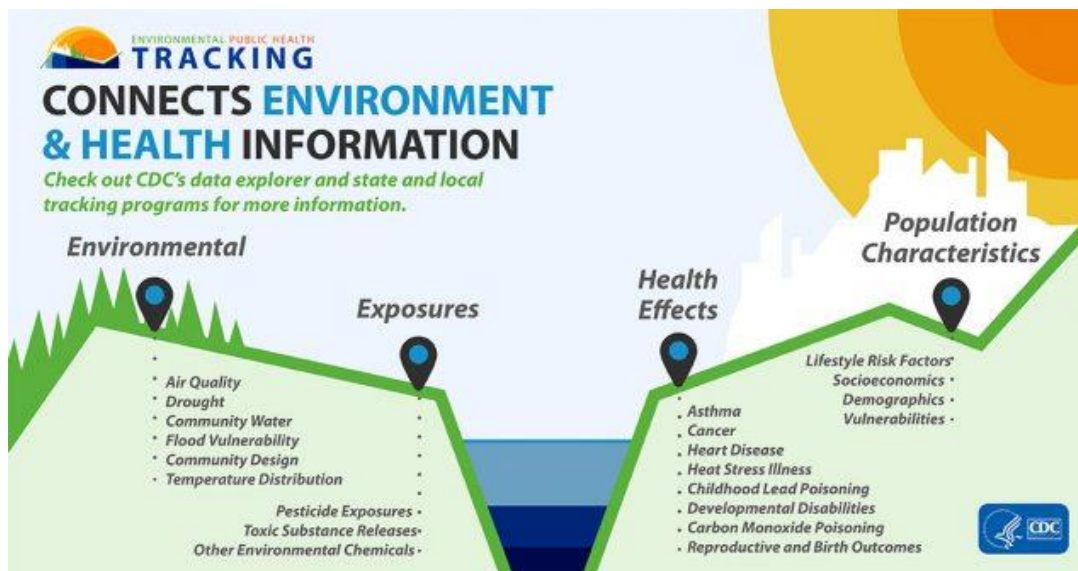 ENVIRONMENTAL PUBLIC HEALTH
TRACKING
CONNECTS ENVIRONMENT
& HEALTH INFORMATION
Check out CDC's data explorer and state and local
tracking programs for more information.
Environmental
Air Quality
Drought
Community Water
Flood Vulnerability
Community Design
Temperature Distribution
Exposures
Pesticide Exposures
Toxic Substance Releases
Other Environmental Chemicals
Health
Effects
Asthma
Cancer
Heart Disease
Heat Stress Illness
Childhood Lead Poisoning
Developmental Disabilities
Carbon Monoxide Poisoning
Reproductive and Birth Outcomes
Population
Characteristics
Lifestyle Risk Factors
Socioeconomics
Demographics
Vulnerabilities
CDC